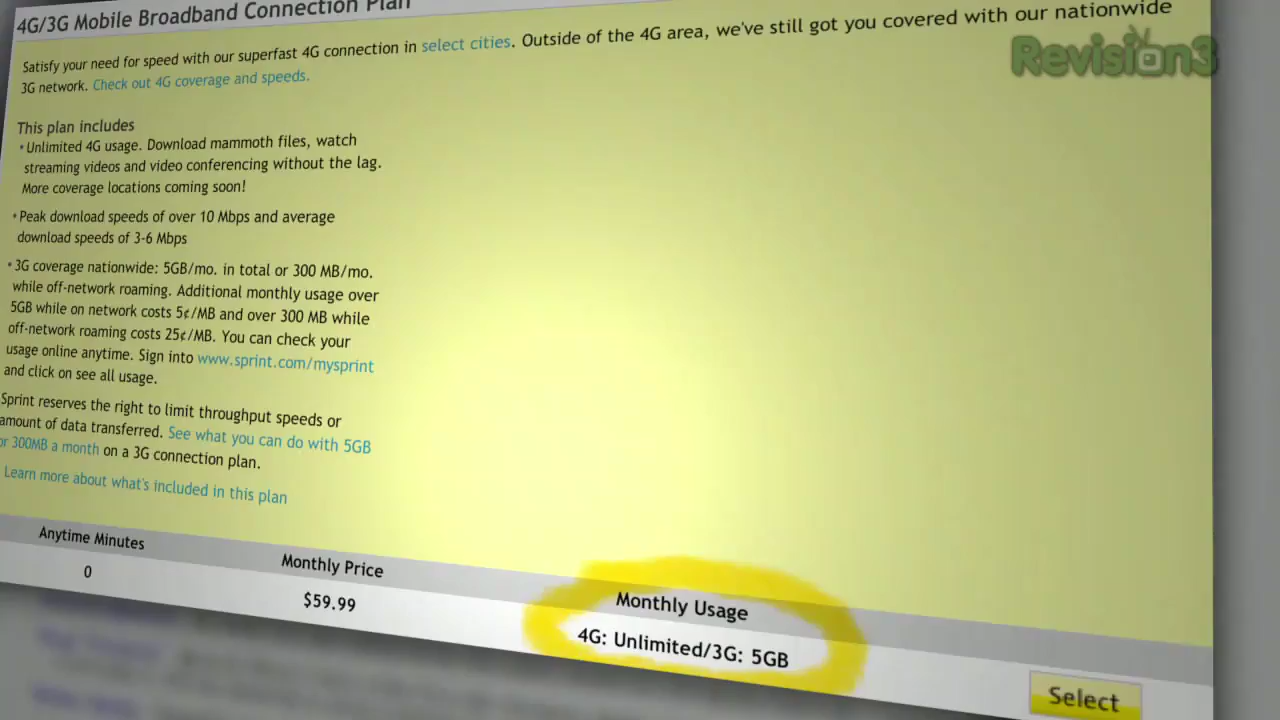 4G/3G Mobile Broadband Connection Plan
Satisfy your need for speed with our superfast 4G connection in select cities. Outside of the 4G area, we've still got you covered with our nationwide
3G network. Check out 4G coverage and speeds.
Revision3
This plan includes
• Unlimited 4G usage. Download mammoth files, watch
streaming videos and video conferencing without the lag.
More coverage locations coming soon!
• Peak download speeds of over 10 Mbps and average
download speeds of 3-6 Mbps
• 3G coverage nationwide: 5GB/mo. in total or 300 MB/mo.
while off-network roaming. Additional monthly usage over
5GB while on network costs 5¢/MB and over 300 MB while
off-network roaming costs 25¢/MB. You can check your
usage online anytime. Sign into www.sprint.com/mysprint
and click on see all usage.
Sprint reserves the right to limit throughput speeds or
amount of data transferred. See what you can do with 5GB
or 300MB a month on a 3G connection plan.
Learn more about what's included in this plan
Anytime Minutes
Monthly Price
Monthly Usage
0
$59.99
4G: Unlimited/3G: 5GB
Select